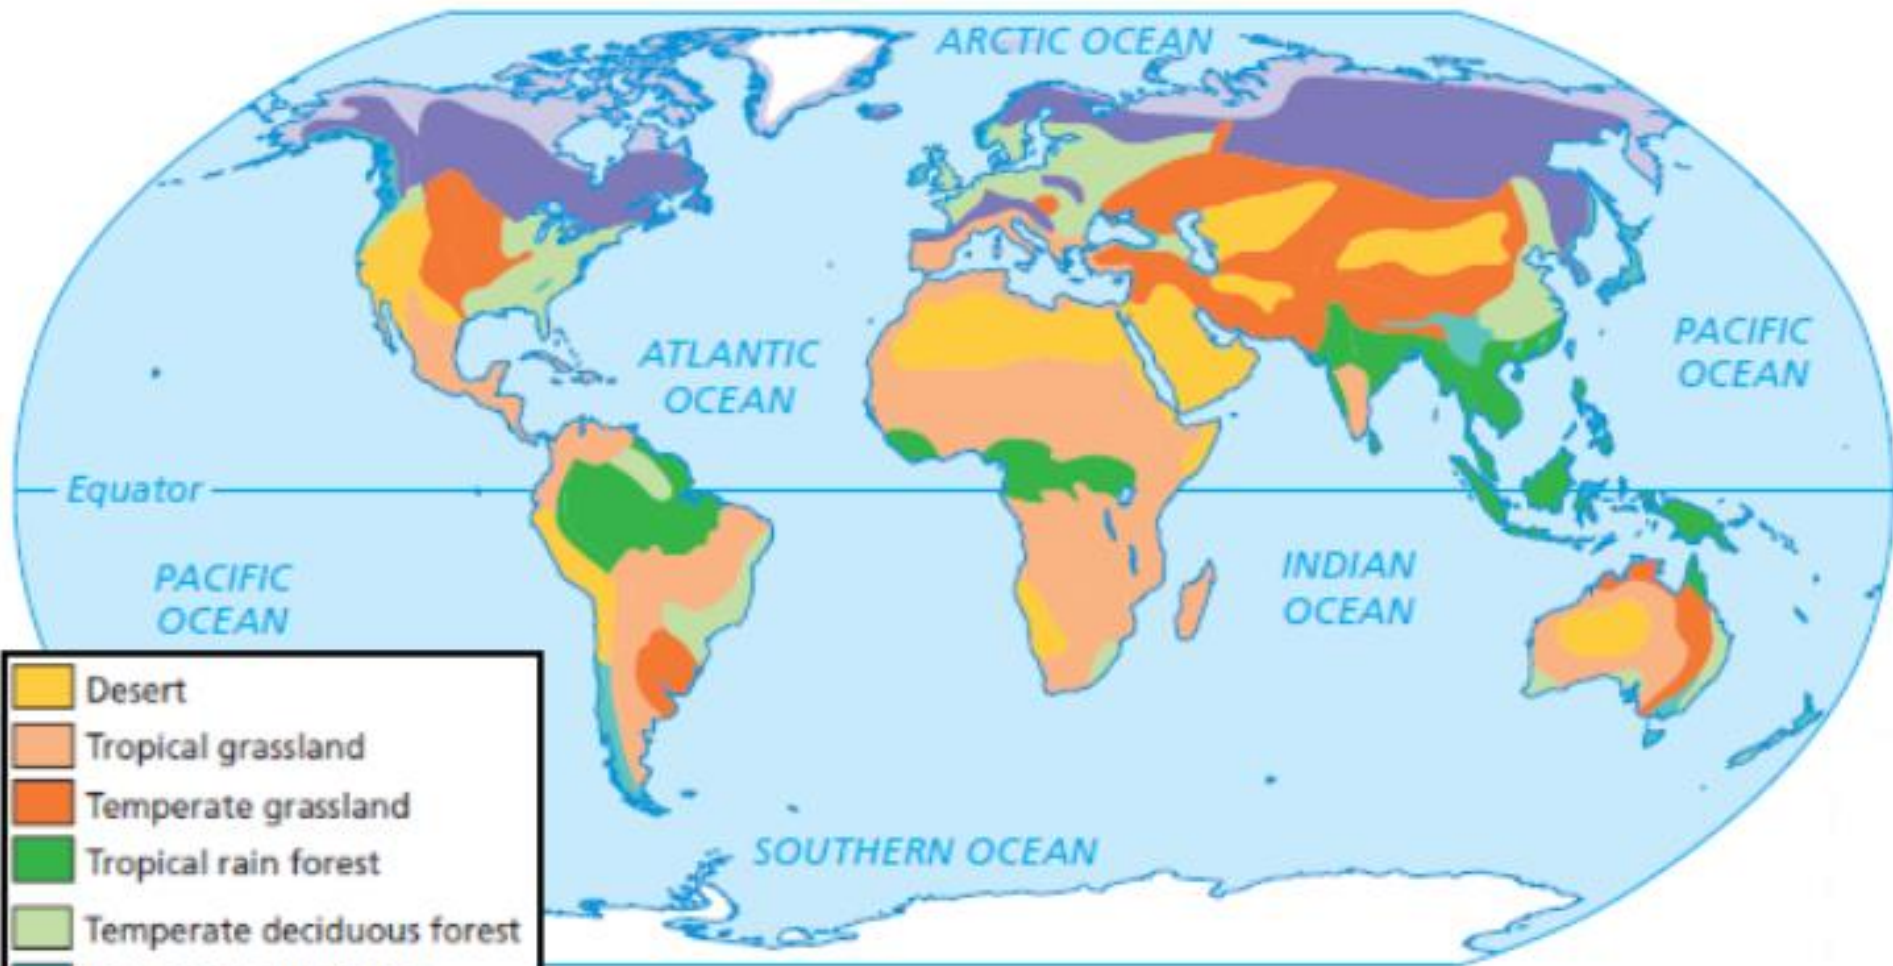 ARCTIC OCEAN
ATLANTIC
OCEAN
PACIFIC
OCEAN
Equator
PACIFIC
OCEAN
INDIAN
OCEAN
SOUTHERN OCEAN
Desert
Tropical grassland
Temperate grassland
Tropical rain forest
Temperate deciduous forest